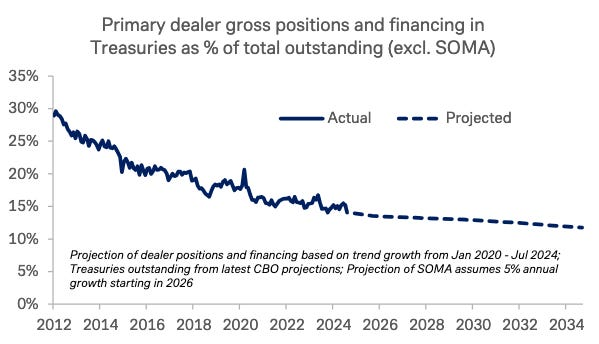 Primary dealer gross positions and financing in
Treasuries as % of total outstanding (excl. SOMA)
35%
30%
25%
20%
15%
10%
5%
0%
Actual
Projected
Projection of dealer positions and financing based on trend growth from Jan 2020 - Jul 2024;
Treasuries outstanding from latest CBO projections; Projection of SOMA assumes 5% annual
growth starting in 2026
2012 2014 2016 2018 2020 2022 2024 2026 2028 2030 2032 2034